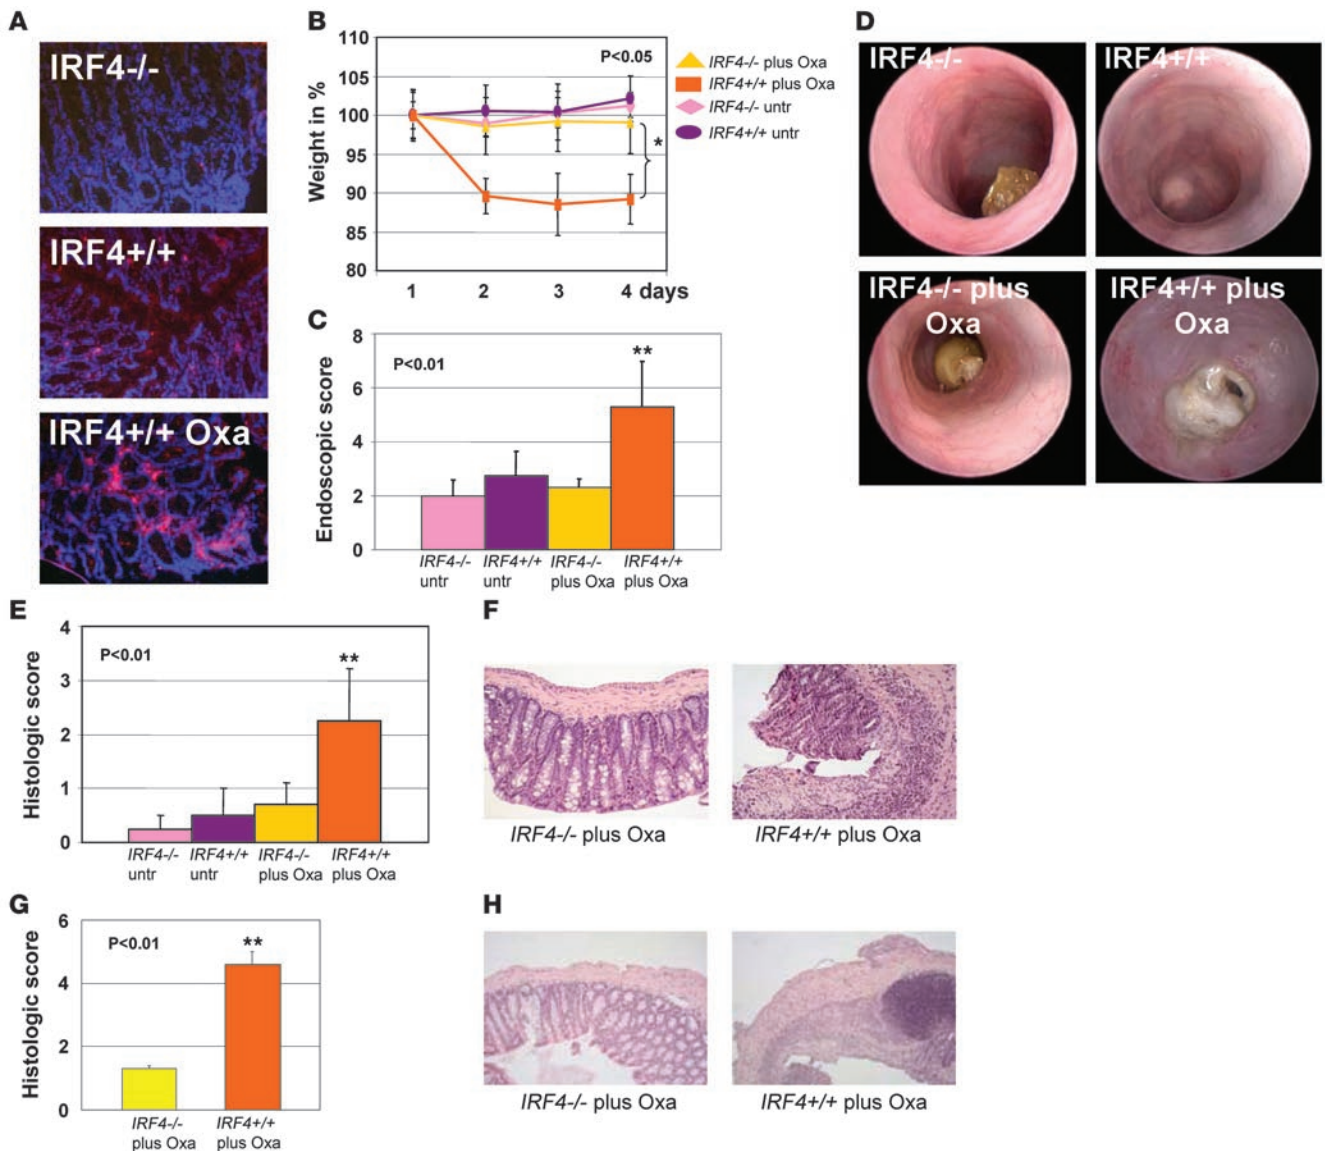 A
IRF4-/-
IRF4+/+
IRF4+/+ Oxa
B
Weight in %
110
105
100
95
90
85
80
P<0.05
*
1 2 3 4 days
IRF4-/- plus Oxa
IRF4+/+ plus Oxa
IRF4-/- untr
IRF4+/+ untr
C
Endoscopic score
8
6
4
2
0
P<0.01
**
IRF4-/- IRF4+/+ IRF4-/- IRF4+/+
untr untr plus Oxa plus Oxa
D
IRF4-/-
IRF4+/+
IRF4-/- plus
Oxa
IRF4+/+ plus
Oxa
E
Histologic score
4
3
2
1
0
P<0.01
**
IRF4-/- IRF4+/+ IRF4-/- IRF4+/+
untr untr plus Oxa plus Oxa
F
IRF4-/- plus Oxa
IRF4+/+ plus Oxa
G
Histologic score
6
4
2
0
P<0.01
**
IRF4-/- IRF4+/+
plus Oxa plus Oxa
H
IRF4-/- plus Oxa
IRF4+/+ plus Oxa